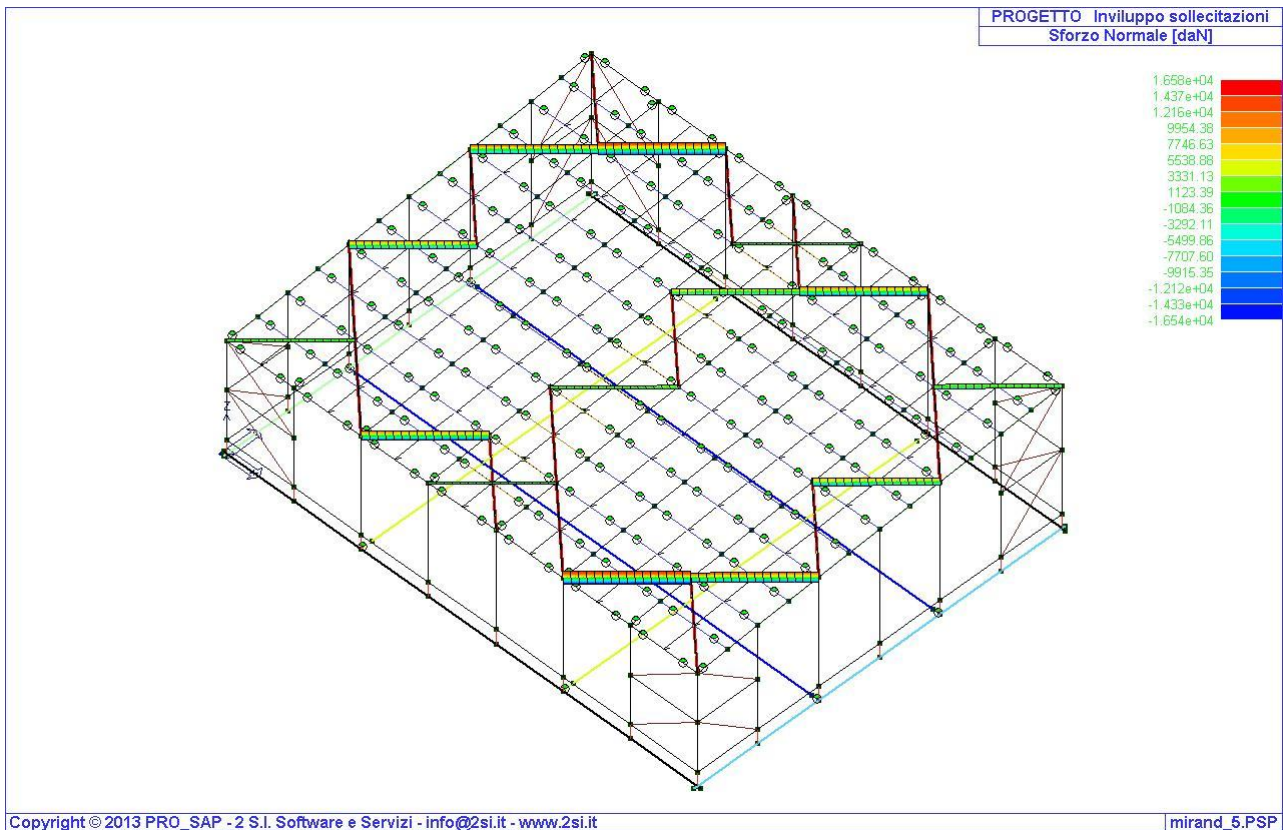 PROGETTO Inviluppo sollecitazioni
Sforzo Normale [daN]
1.658e+04
1.437e+04
1.216e+04
9954.38
7746.63
5538.88
3331.13
1123.39
-1084.36
-3292.11
-5499.86
-7707.60
-9915.35
-1.212e+04
-1.433e+04
-1.654e+04
Copyright © 2013 PRO_SAP - 2 S.I. Software e Servizi - info@2si.it - www.2si.it
mirand_5.PSP